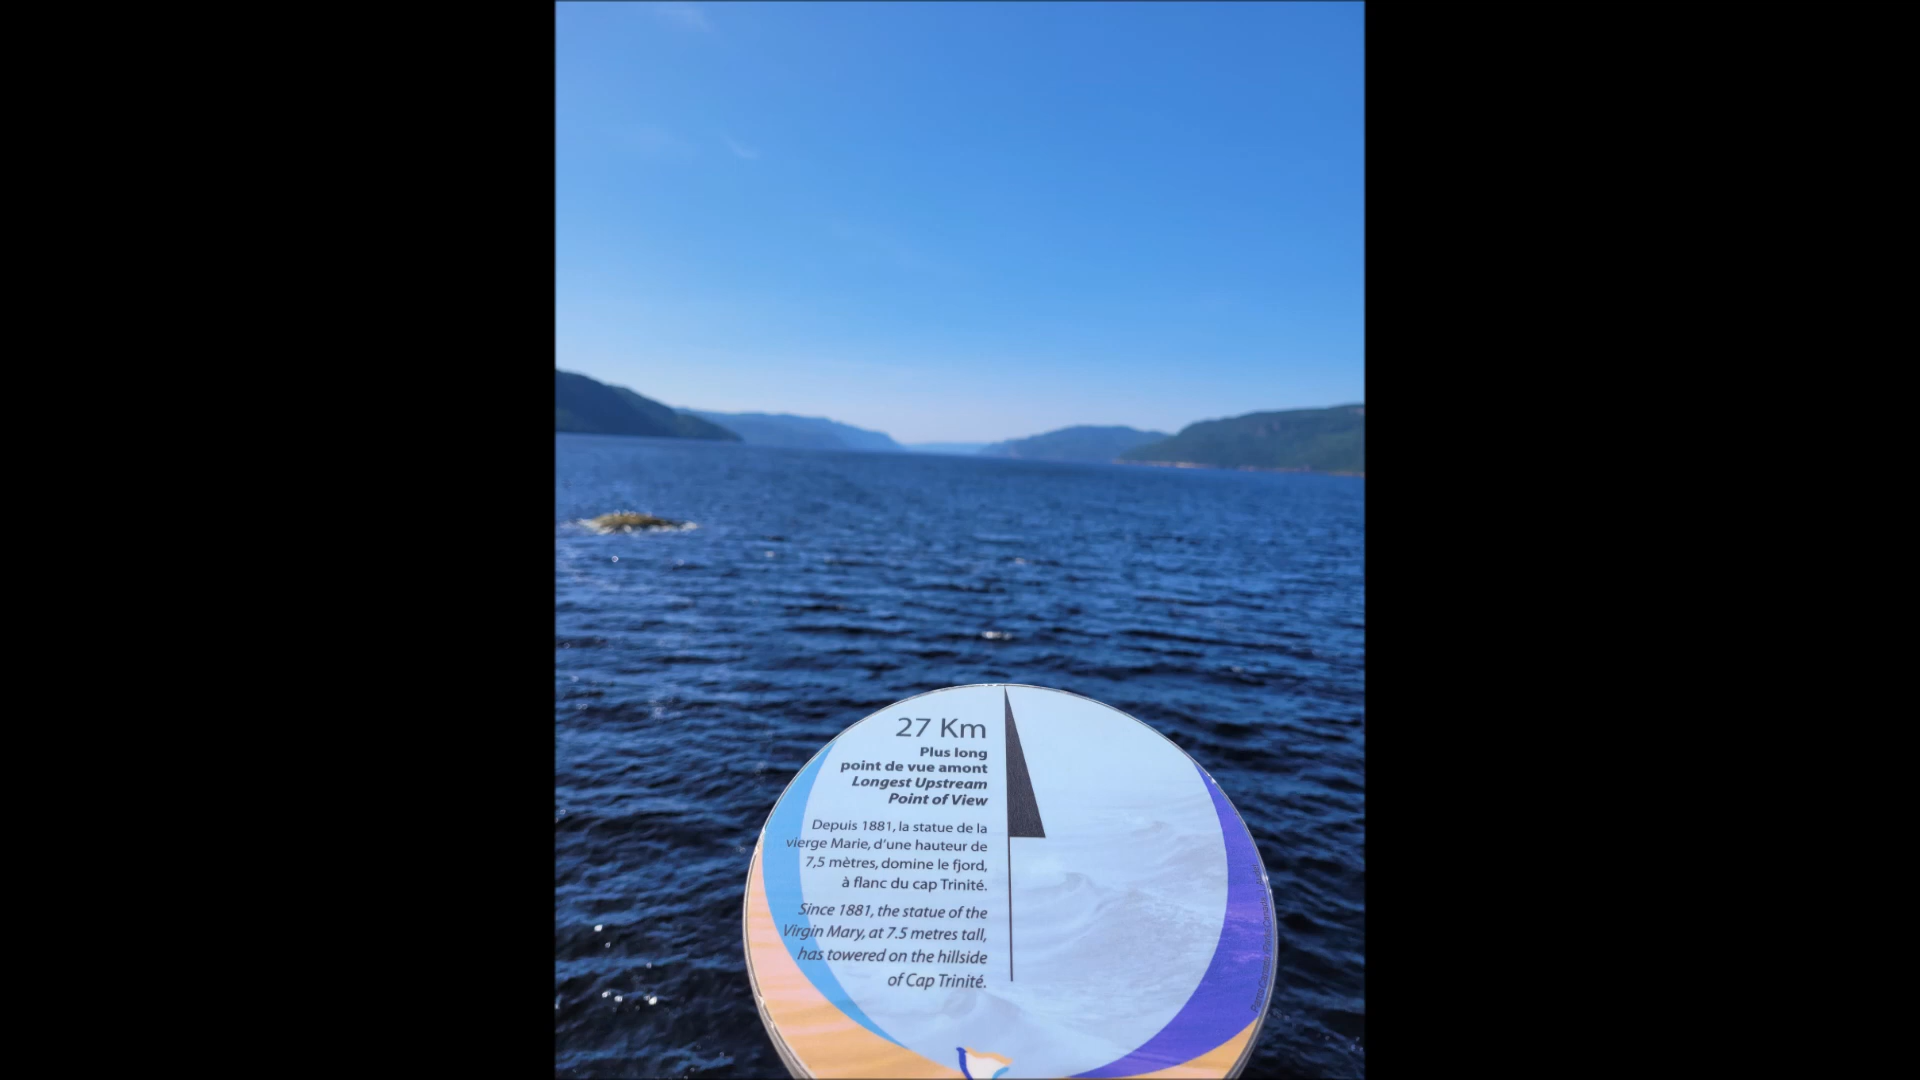 27 Km
Plus long
point de vue amont
Longest Upstream
Point of View
Depuis 1881, la statue de la
vierge Marie, d'une hauteur de
7,5 mètres, domine le fjord,
à flanc du cap Trinité.
Since 1881, the statue of the
Virgin Mary, at 7.5 metres tall,
has towered on the hillside
of Cap Trinité.